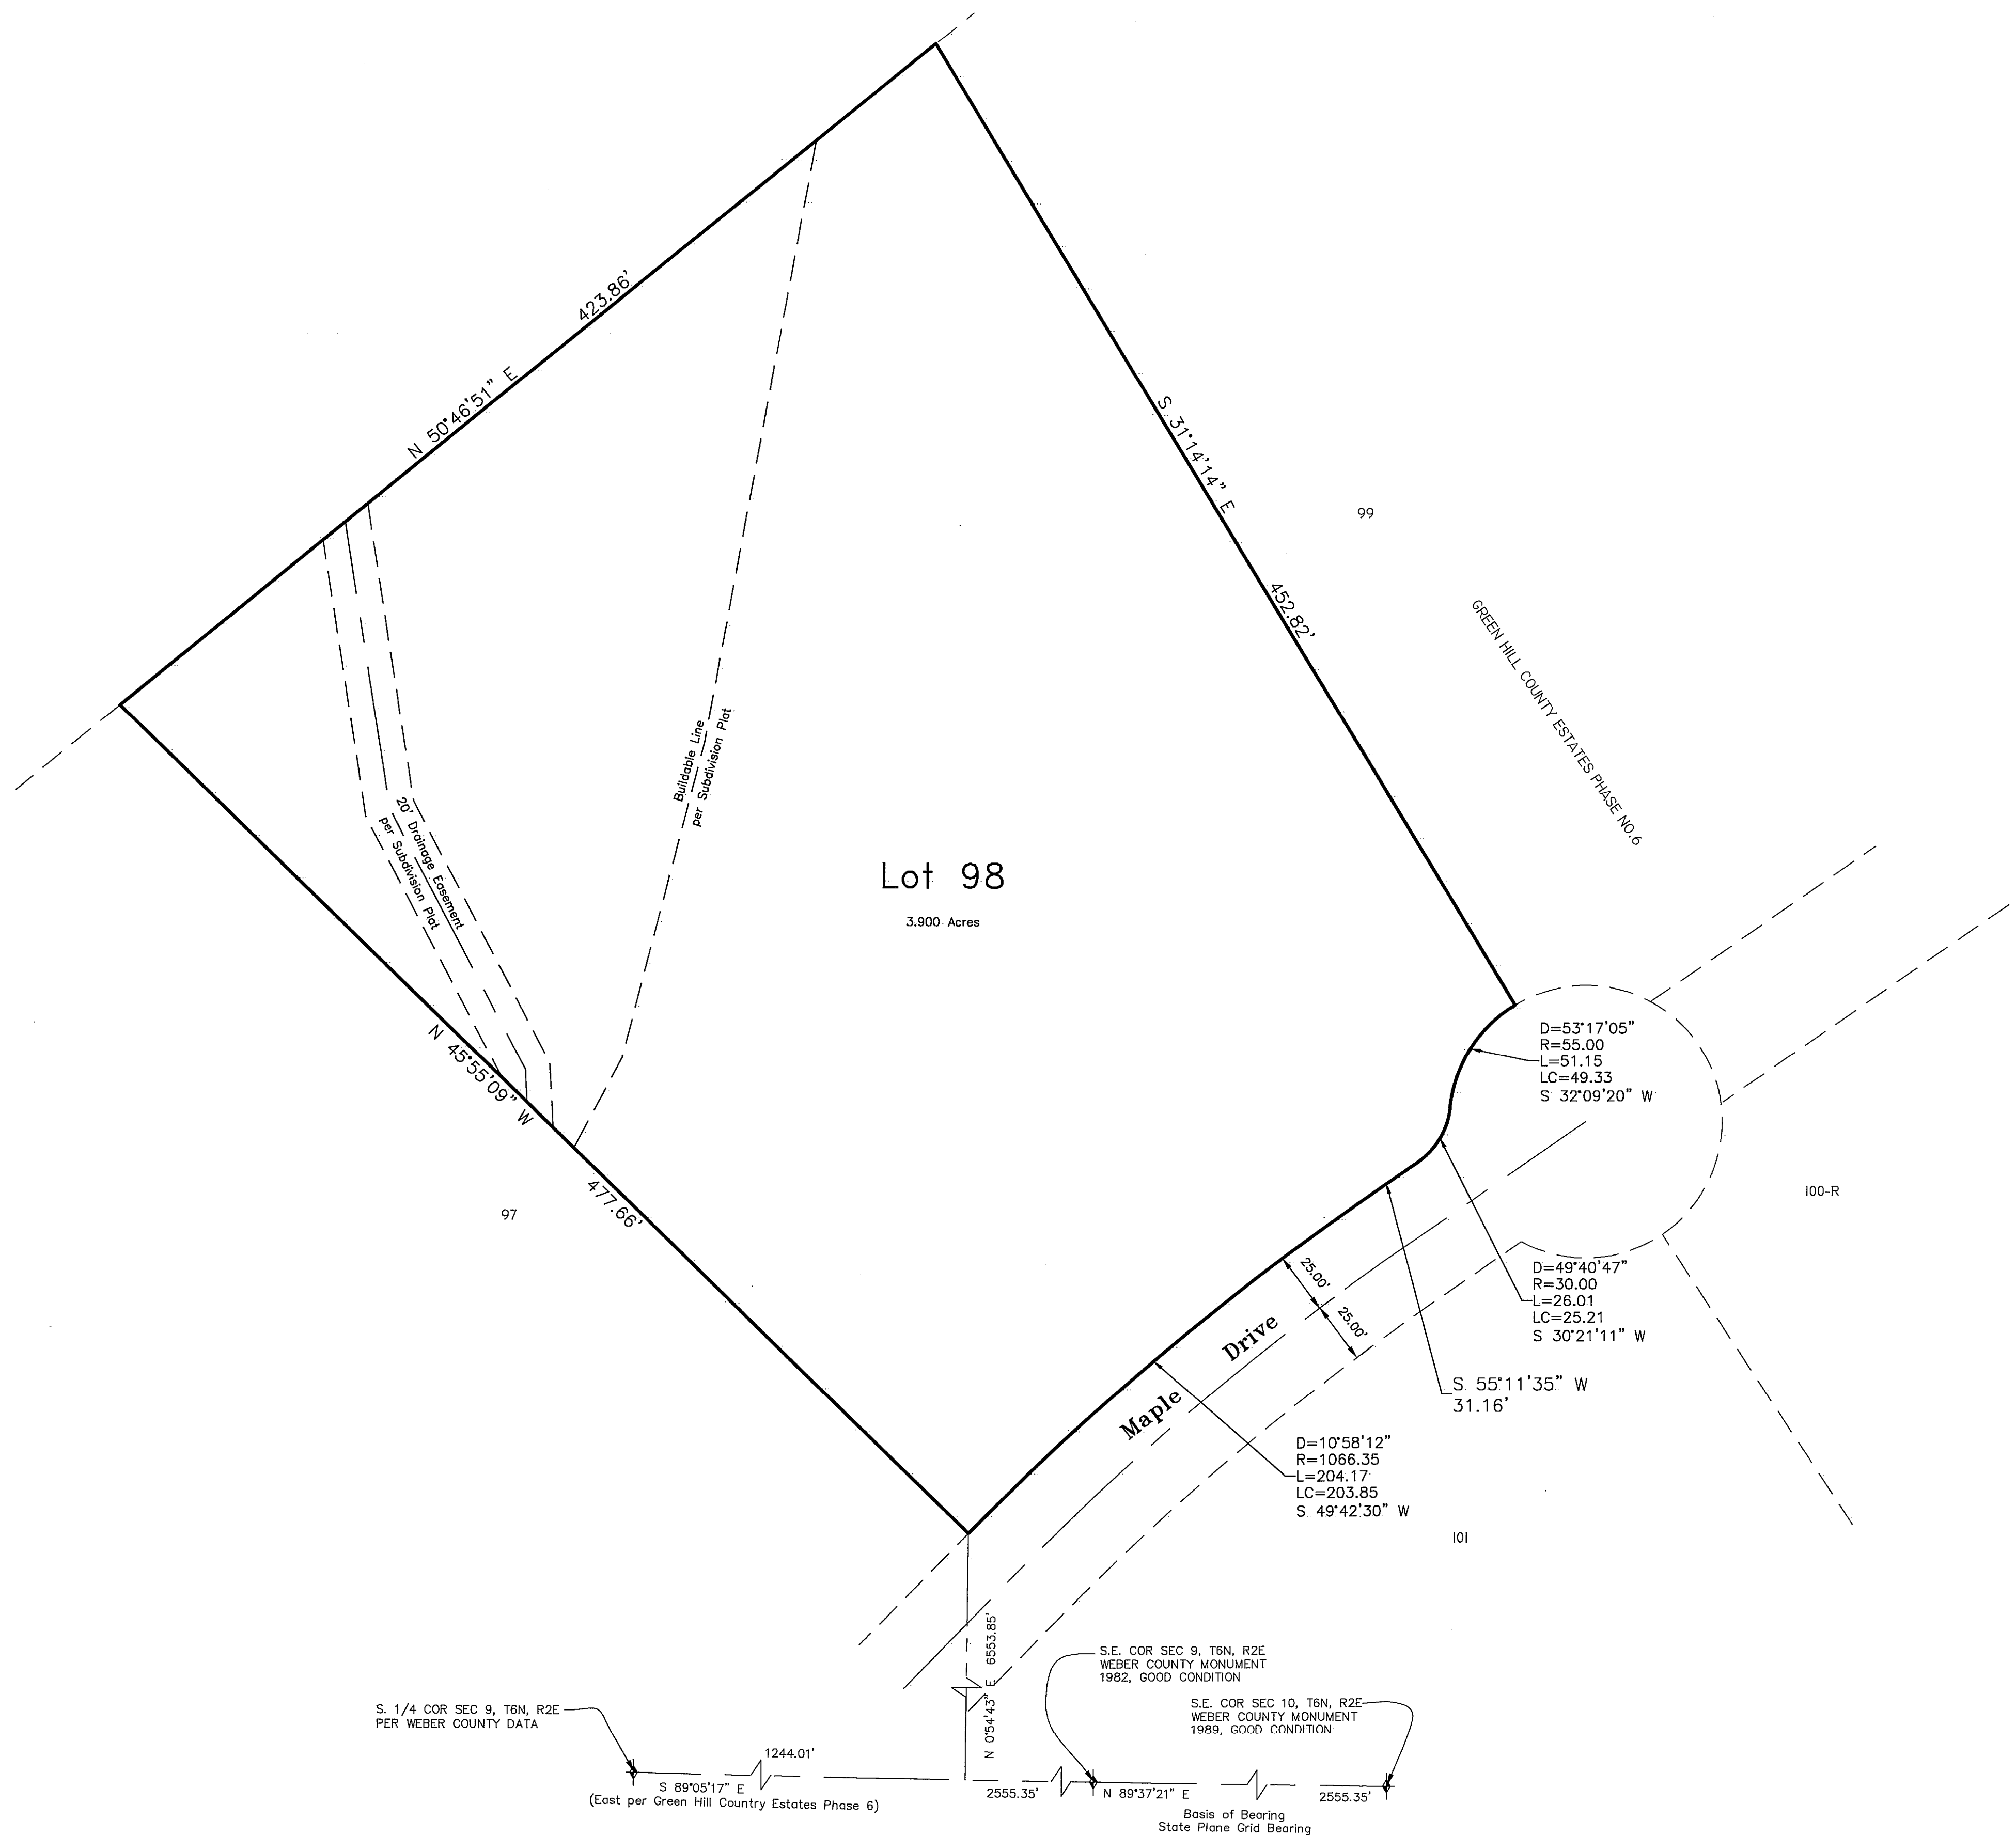 423.86'
N 50°46'51" E
S 31°14'14" E
452.82'
99
GREEN HILL COUNTY ESTATES PHASE NO.6
Buildable Line
per Subdivision Plat
20' Drainage Easement
per Subdivision Plat
Lot 98
3.900 Acres
N 45°55'09" W
477.66'
97
D=53°17'05"
R=55.00
L=51.15
LC=49.33
S 32°09'20" W
100-R
D=49°40'47"
R=30.00
L=26.01
LC=25.21
S 30°21'11" W
25.00'
25.00'
Maple Drive
S 55°11'35" W
31.16'
D=10°58'12"
R=1066.35
L=204.17
LC=203.85
S 49°42'30" W
101
N 0°54'43" E 6553.85'
S.E. COR SEC 9, T6N, R2E
WEBER COUNTY MONUMENT
1982, GOOD CONDITION
S.E. COR SEC 10, T6N, R2E
WEBER COUNTY MONUMENT
1989, GOOD CONDITION
S. 1/4 COR SEC 9, T6N, R2E
PER WEBER COUNTY DATA
1244.01'
S 89°05'17" E
(East per Green Hill Country Estates Phase 6)
2555.35'
N 89°37'21" E
2555.35'
Basis of Bearing
State Plane Grid Bearing